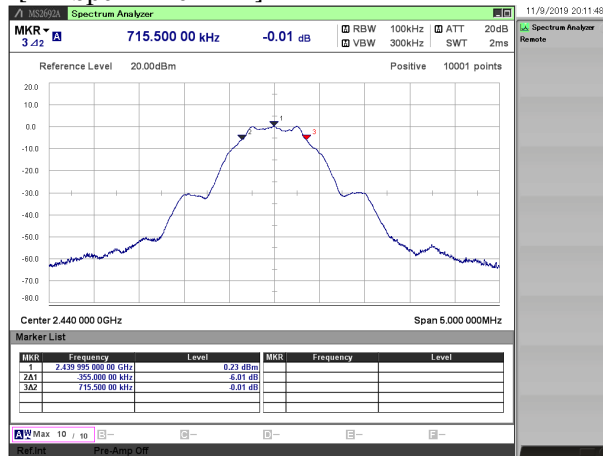 MS2692A Spectrum Analyzer
11/9/2019 20:11:48
MKR 3Δ2 A 715.500 00 kHz -0.01 dB
A RBW 100kHz A ATT 20dB
A VBW 300kHz SWT 2ms
Spectrum Analyzer
Remote
Reference Level 20.00dBm Positive 10001 points
20.0
10.0
0.0
-10.0
-20.0
-30.0
-40.0
-50.0
-60.0
-70.0
-80.0
1
2
3
Center 2.440 000 0GHz Span 5.000 000MHz
Marker List
MKR Frequency Level MKR Frequency Level
1 2.439 995 000 00 GHz 0.23 dBm
2Δ1 -355.000 00 kHz -6.01 dB
3Δ2 715.500 00 kHz -0.01 dB
A W Max 10 / 10 B-- C-- D-- E-- F--
Ref.Int Pre-Amp Off